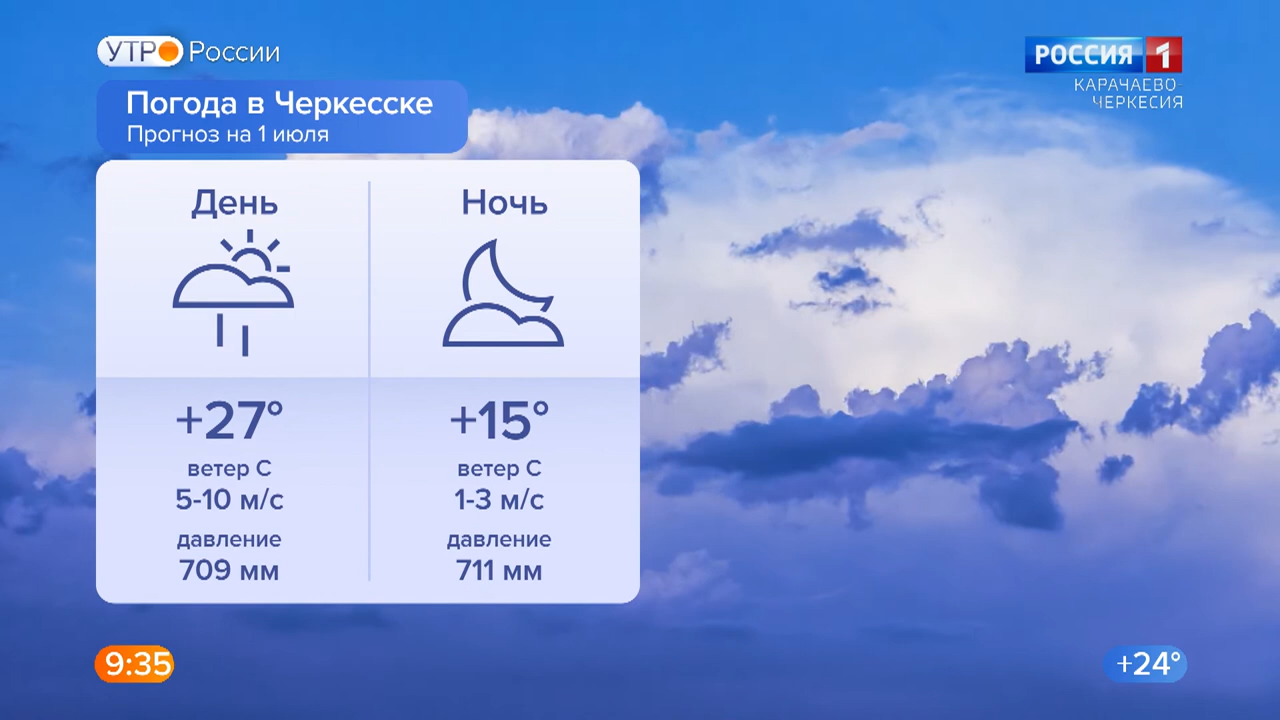 УТРО России
РОССИЯ 1
КАРАЧАЕВО-
ЧЕРКЕСИЯ
Погода в Черкесске
Прогноз на 1 июля
День
Ночь
+27°
+15°
ветер С
ветер С
5-10 м/с
1-3 м/с
давление
давление
709 мм
711 мм
9:35
+24°